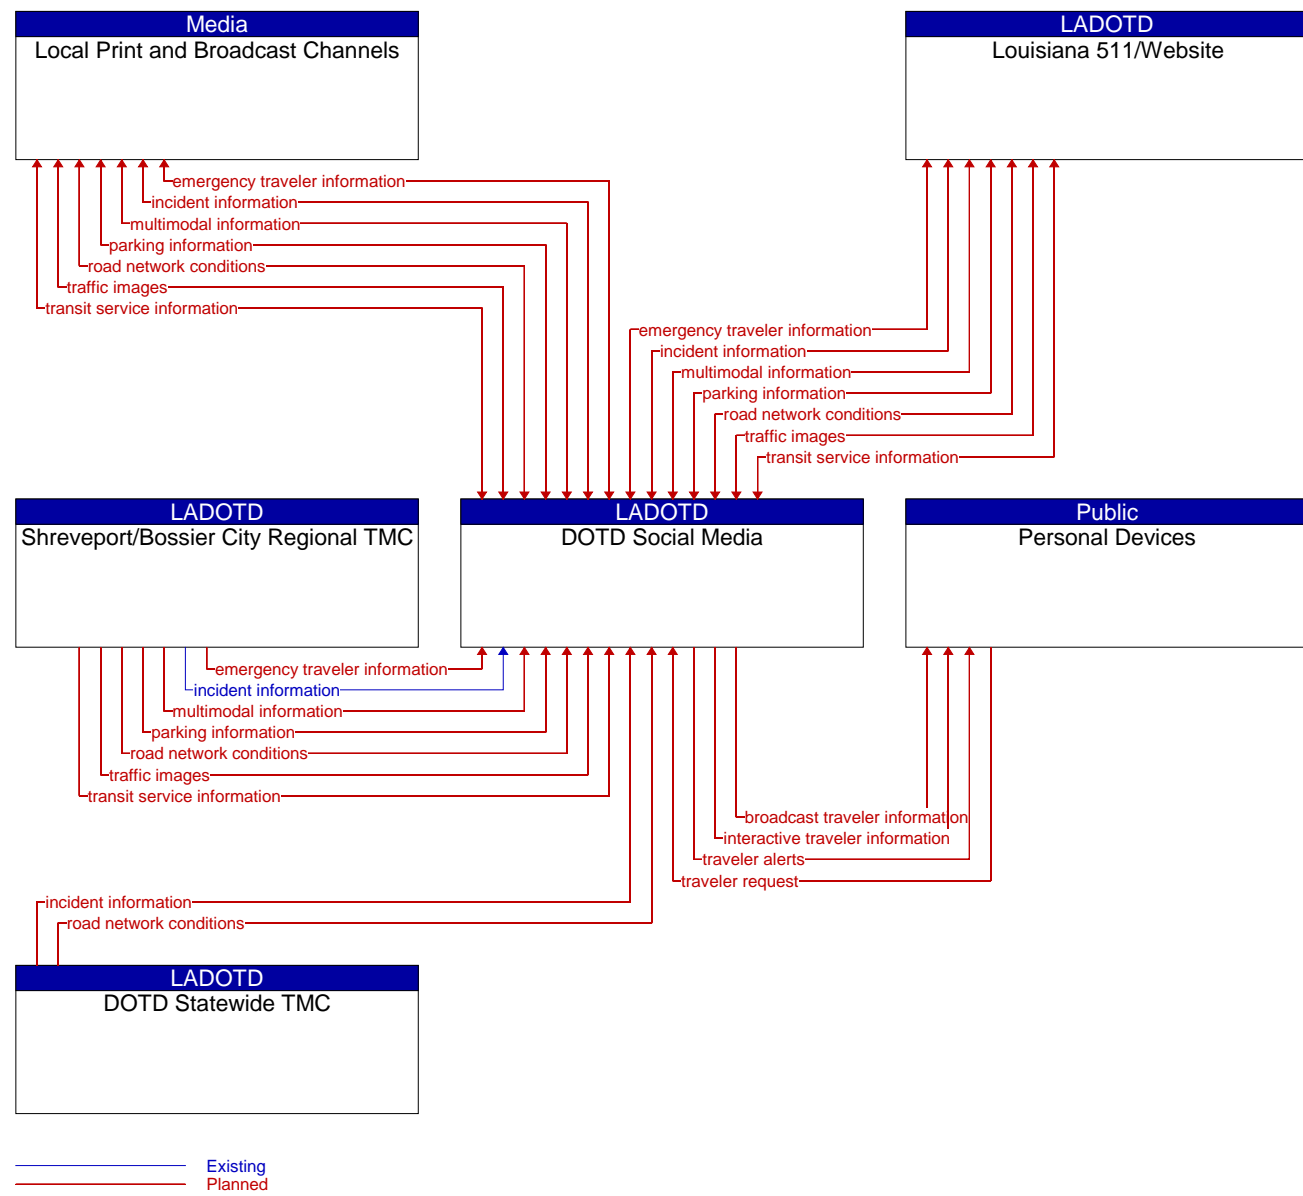 Media
Local Print and Broadcast Channels
LADOTD
Louisiana 511/Website
emergency traveler information
incident information
multimodal information
parking information
road network conditions
traffic images
transit service information
emergency traveler information
incident information
multimodal information
parking information
road network conditions
traffic images
transit service information
LADOTD
Shreveport/Bossier City Regional TMC
LADOTD
DOTD Social Media
Public
Personal Devices
emergency traveler information
incident information
multimodal information
parking information
road network conditions
traffic images
transit service information
broadcast traveler information
interactive traveler information
traveler alerts
traveler request
incident information
road network conditions
LADOTD
DOTD Statewide TMC
Existing
Planned